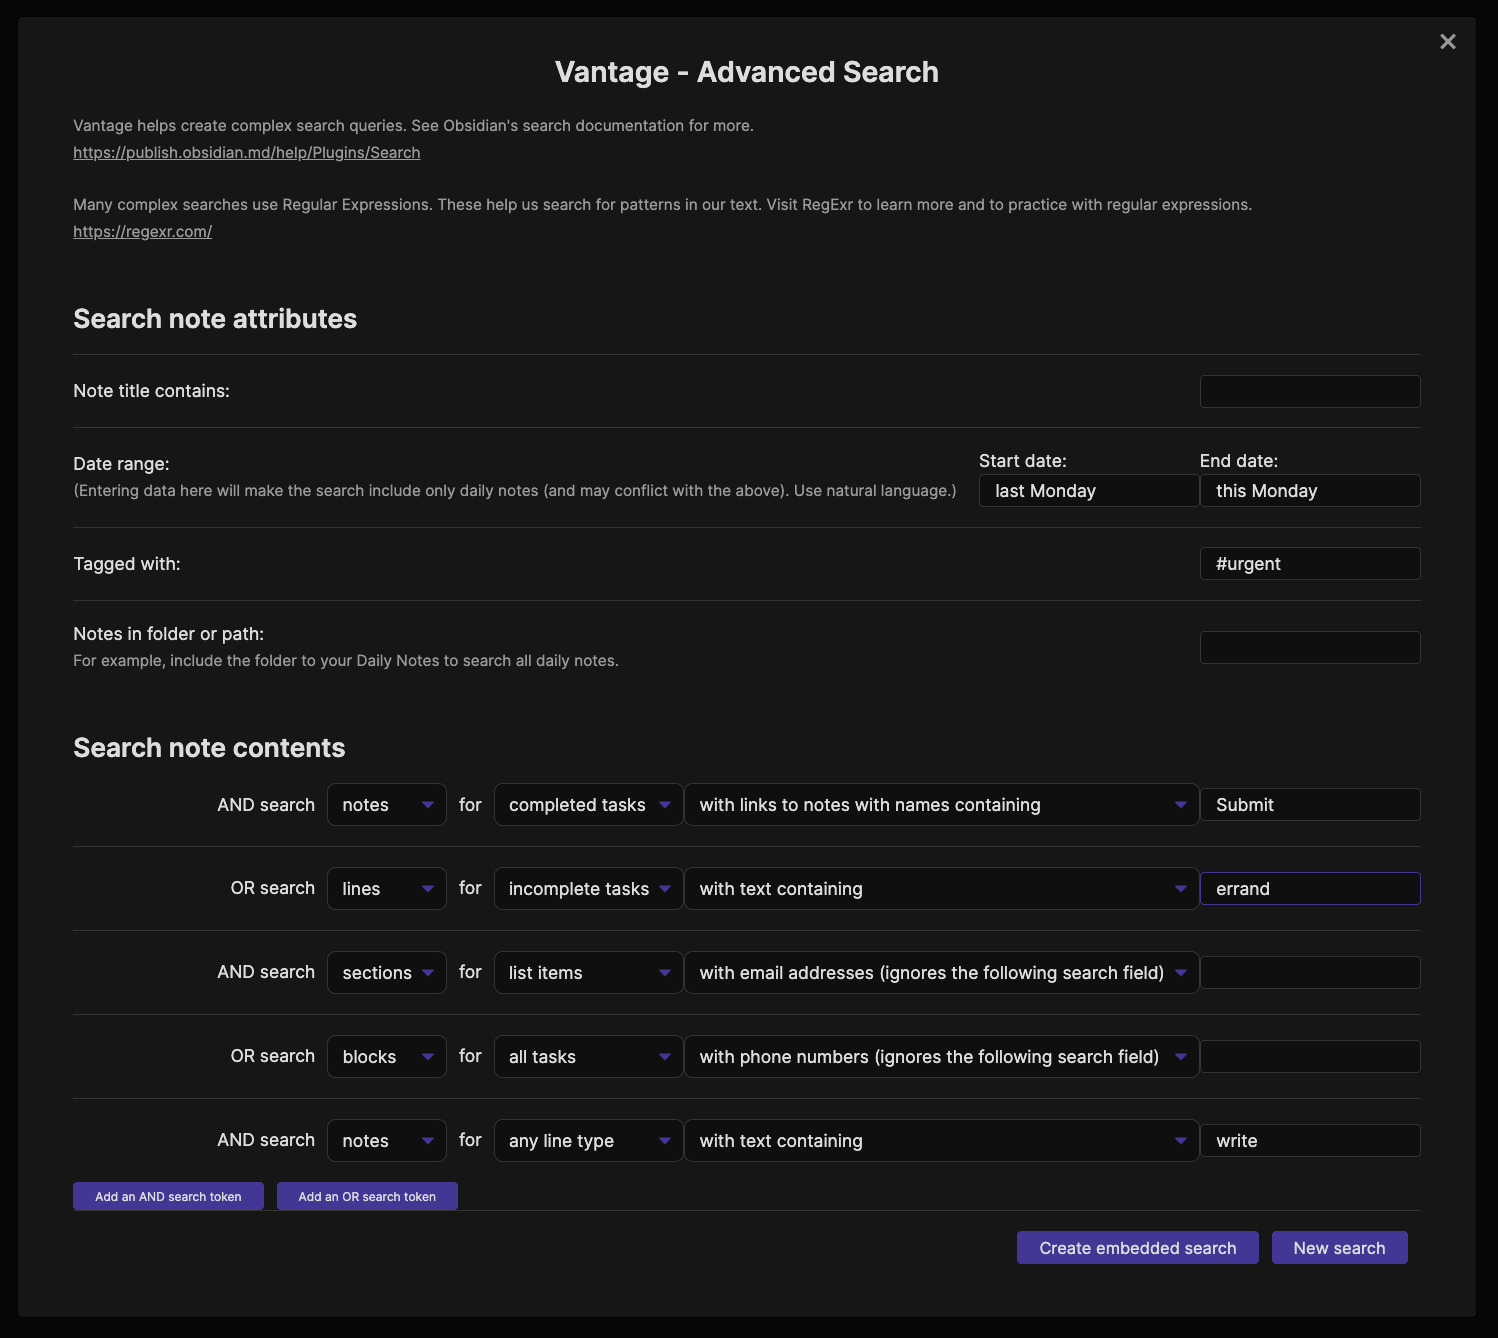 Vantage - Advanced Search
Vantage helps create complex search queries. See Obsidian's search documentation for more.
https://publish.obsidian.md/help/Plugins/Search
Many complex searches use Regular Expressions. These help us search for patterns in our text. Visit RegExr to learn more and to practice with regular expressions.
https://regexr.com/
Search note attributes
Note title contains:
Date range:
(Entering data here will make the search include only daily notes (and may conflict with the above). Use natural language.)
Start date: End date:
last Monday this Monday
Tagged with: #urgent
Notes in folder or path:
For example, include the folder to your Daily Notes to search all daily notes.
Search note contents
AND search notes for completed tasks with links to notes with names containing Submit
OR search lines for incomplete tasks with text containing errand
AND search sections for list items with email addresses (ignores the following search field)
OR search blocks for all tasks with phone numbers (ignores the following search field)
AND search notes for any line type with text containing write
Add an AND search token Add an OR search token
Create embedded search New search